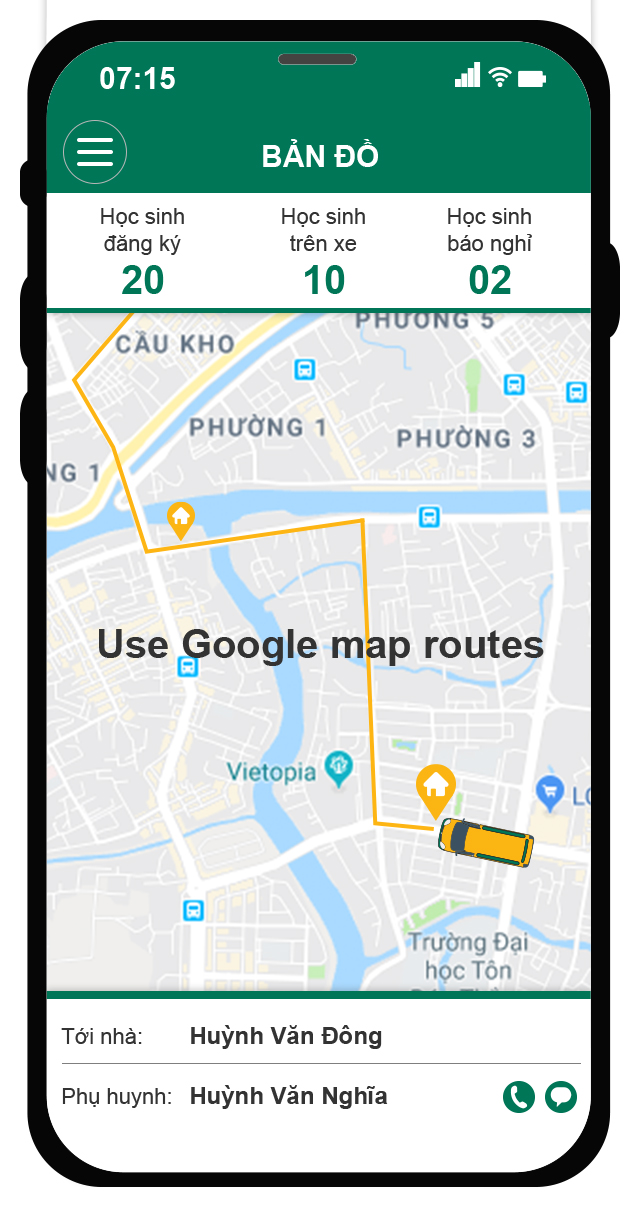 07:15
BẢN ĐỒ
Học sinh
đăng ký
20
Học sinh
trên xe
10
Học sinh
báo nghỉ
02
PHƯỜNG 5
CẦU KHO
PHƯỜNG 1
PHƯỜNG 3
NG 1
Use Google map routes
Vietopia
LO
Trường Đại
học Tôn
Tới nhà: Huỳnh Văn Đông
Phụ huynh: Huỳnh Văn Nghĩa